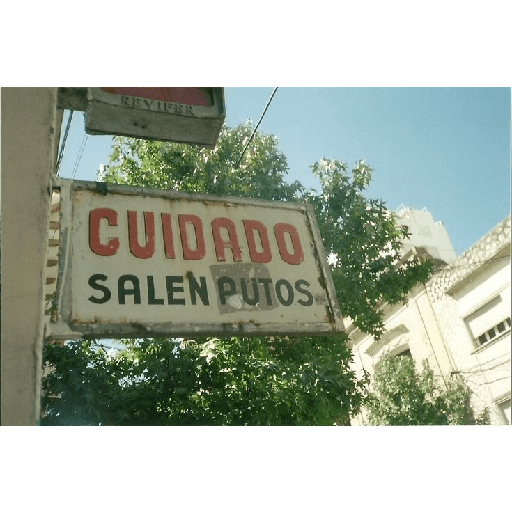 REVIFER
CUIDADO
SALEN PUTOS